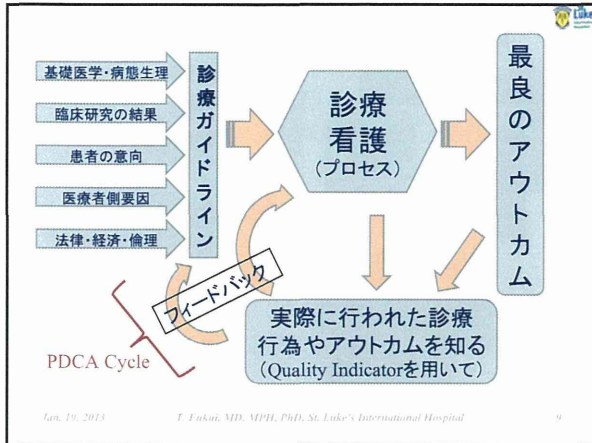 St. Luke's
International
Hospital
基礎医学・病態生理
臨床研究の結果
患者の意向
医療者側要因
法律・経済・倫理
診療ガイドライン
診療
看護
(プロセス)
最良のアウトカム
フィードバック
実際に行われた診療
行為やアウトカムを知る
(Quality Indicatorを用いて)
PDCA Cycle
Jan, 19, 2013
T. Fukui, MD, MPH, PhD, St. Luke's International Hospital
9